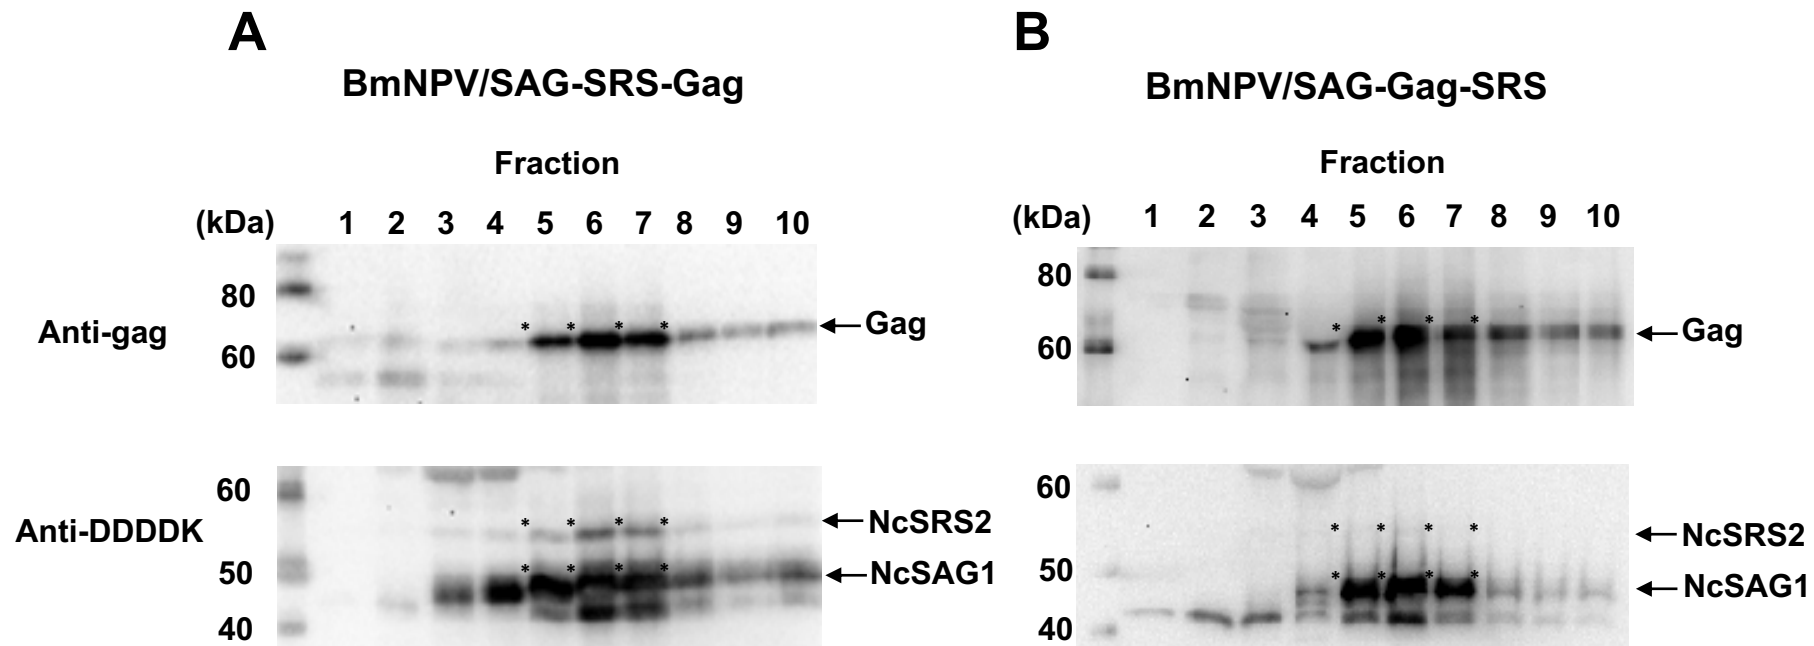 A
BmNPV/SAG-SRS-Gag
Fraction
(kDa) 1 2 3 4 5 6 7 8 9 10
80
60
Anti-gag
* * * *
Gag
60
50
40
Anti-DDDDK
* * * *
NcSRS2
* * * *
NcSAG1
B
BmNPV/SAG-Gag-SRS
Fraction
(kDa) 1 2 3 4 5 6 7 8 9 10
80
60
* * * *
Gag
60
50
40
* * * *
NcSRS2
* * * *
NcSAG1